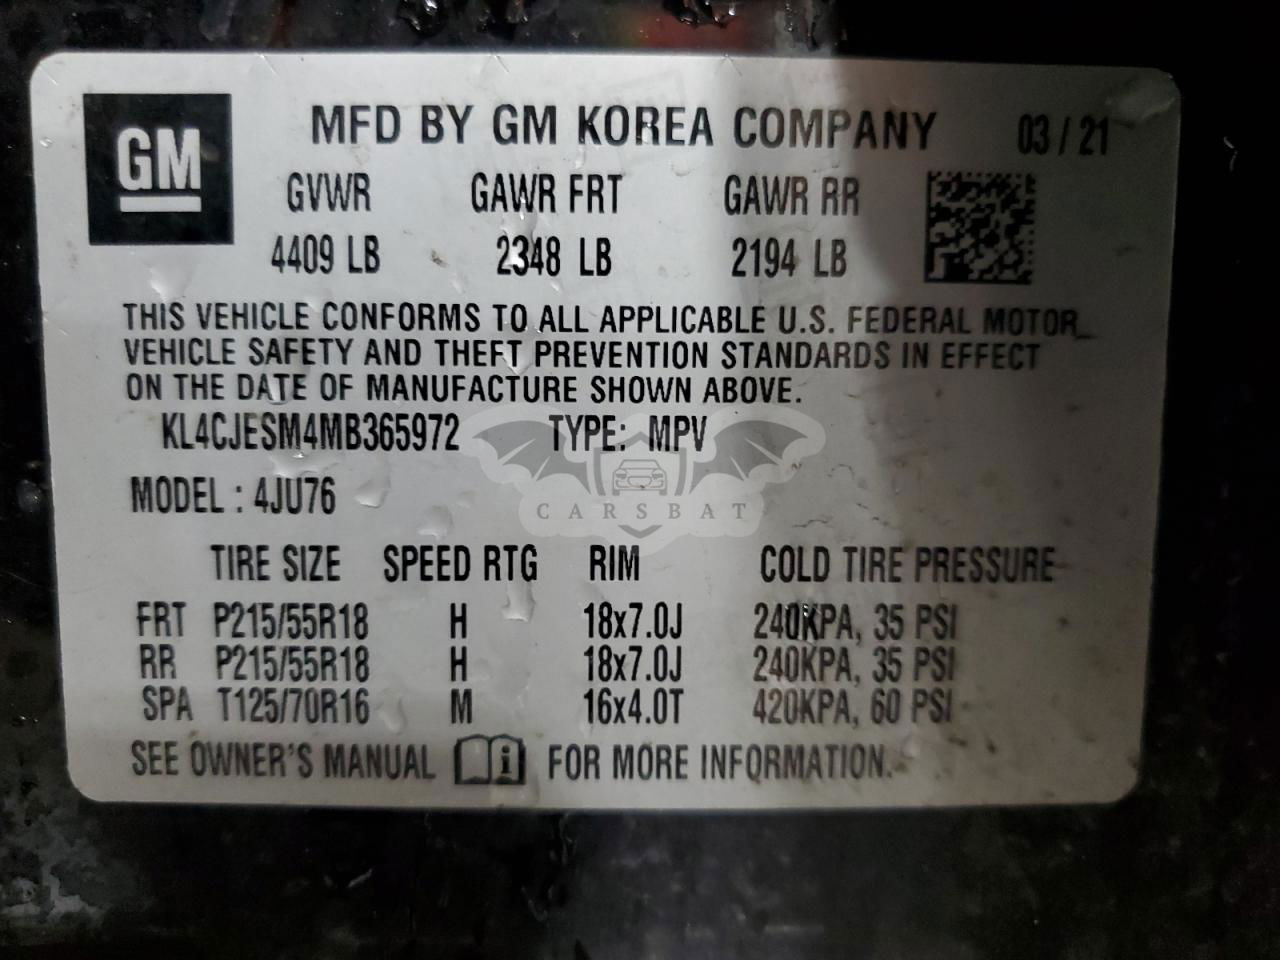 GM MFD BY GM KOREA COMPANY 03/21
GVWR GAWR FRT GAWR RR
4409 LB 2348 LB 2194 LB
THIS VEHICLE CONFORMS TO ALL APPLICABLE U.S. FEDERAL MOTOR
VEHICLE SAFETY AND THEFT PREVENTION STANDARDS IN EFFECT
ON THE DATE OF MANUFACTURE SHOWN ABOVE.
KL4CJESM4MB365972 TYPE: MPV
MODEL : 4JU76
CARSBAT
TIRE SIZE SPEED RTG RIM COLD TIRE PRESSURE
FRT P215/55R18 H 18x7.0J 240KPA, 35 PSI
RR P215/55R18 H 18x7.0J 240KPA, 35 PSI
SPA T125/70R16 M 16x4.0T 420KPA, 60 PSI
SEE OWNER'S MANUAL i FOR MORE INFORMATION.